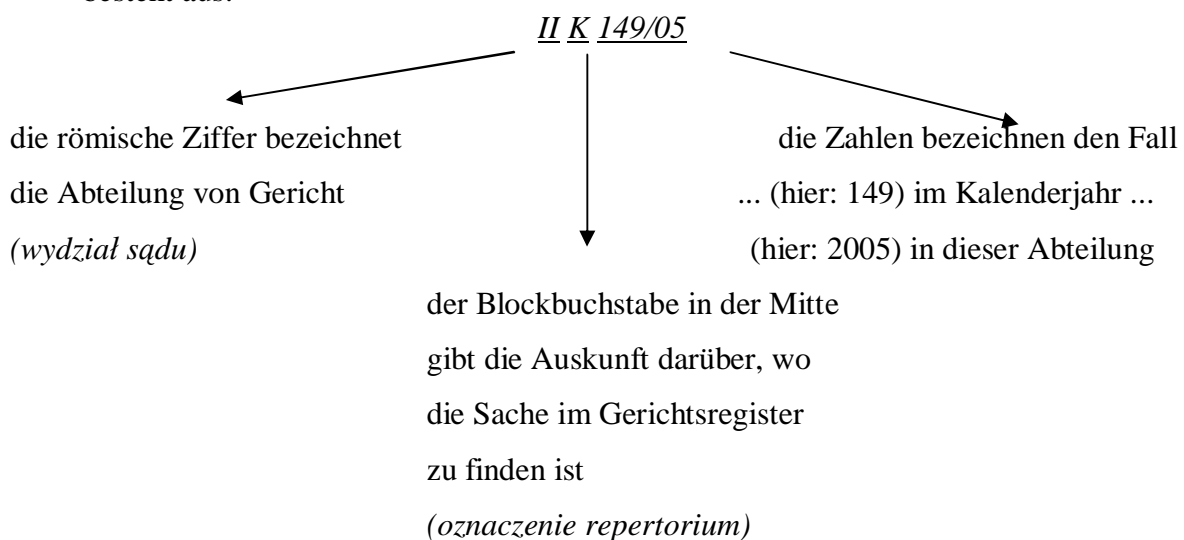 II K 149/05
die römische Ziffer bezeichnet
die Abteilung von Gericht
(wydział sądu)
die Zahlen bezeichnen den Fall
... (hier: 149) im Kalenderjahr ...
(hier: 2005) in dieser Abteilung
der Blockbuchstabe in der Mitte
gibt die Auskunft darüber, wo
die Sache im Gerichtsregister
zu finden ist
(oznaczenie repertorium)